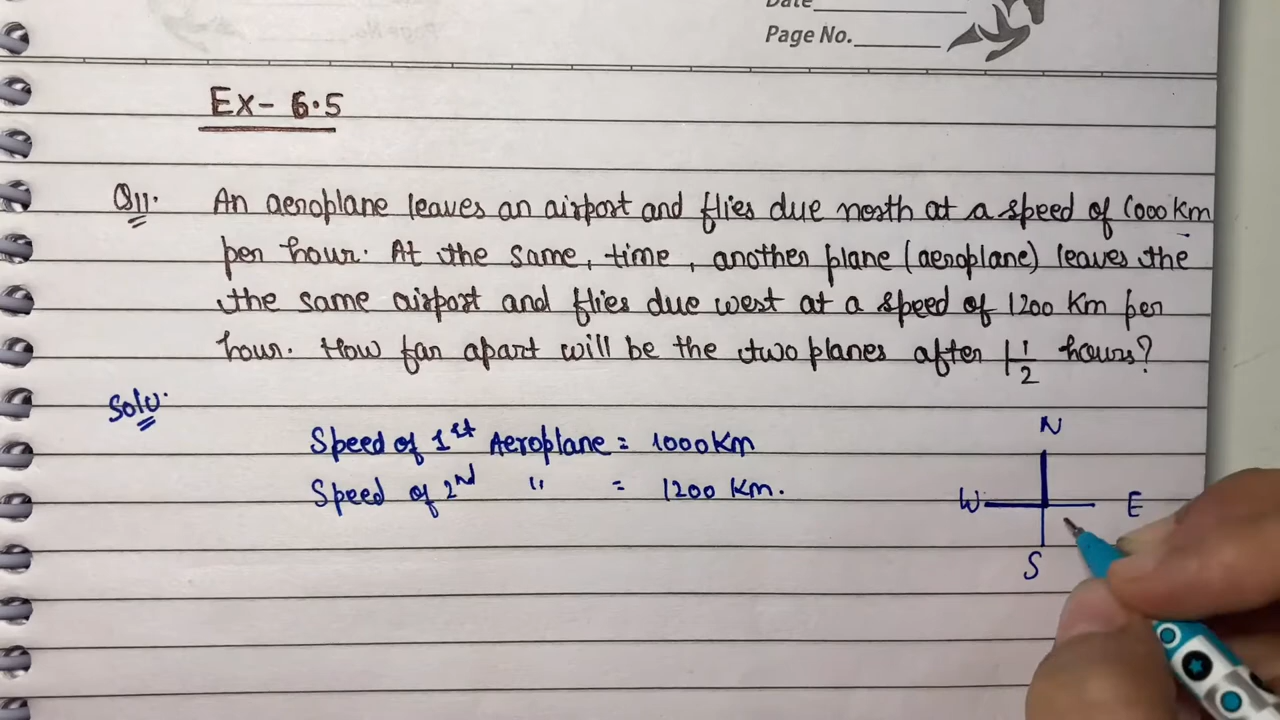 Date
Page No.
Ex- 6.5
Q11. An aeroplane leaves an airport and flies due north at a speed of 1000 Km
per hour. At the same, time, another plane (aeroplane) leaves the
the same airport and flies due west at a speed of 1200 Km per
hour. How far apart will be the two planes after 1 1/2 hours?
Solu.
Speed of 1st Aeroplane = 1000Km
Speed of 2nd " = 1200 Km.
N
W E
S